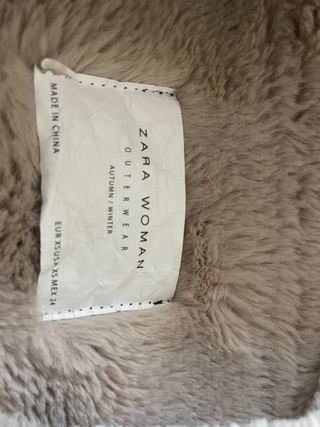 ZARA WOMAN
OUTERWEAR
AUTUMN / WINTER
MADE IN CHINA
EUR XS USA XS MEX 24